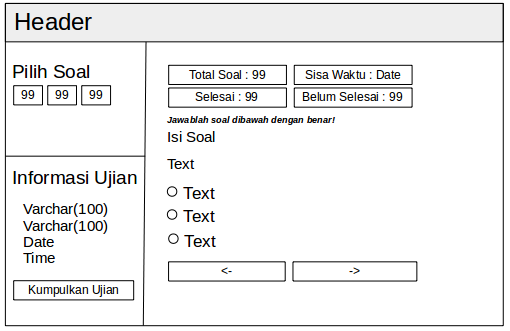 Header
Pilih Soal
99 99 99
Informasi Ujian
Varchar(100)
Varchar(100)
Date
Time
Kumpulkan Ujian
Total Soal : 99 Sisa Waktu : Date
Selesai : 99 Belum Selesai : 99
Jawablah soal dibawah dengan benar!
Isi Soal
Text
Text
Text
Text
<- ->